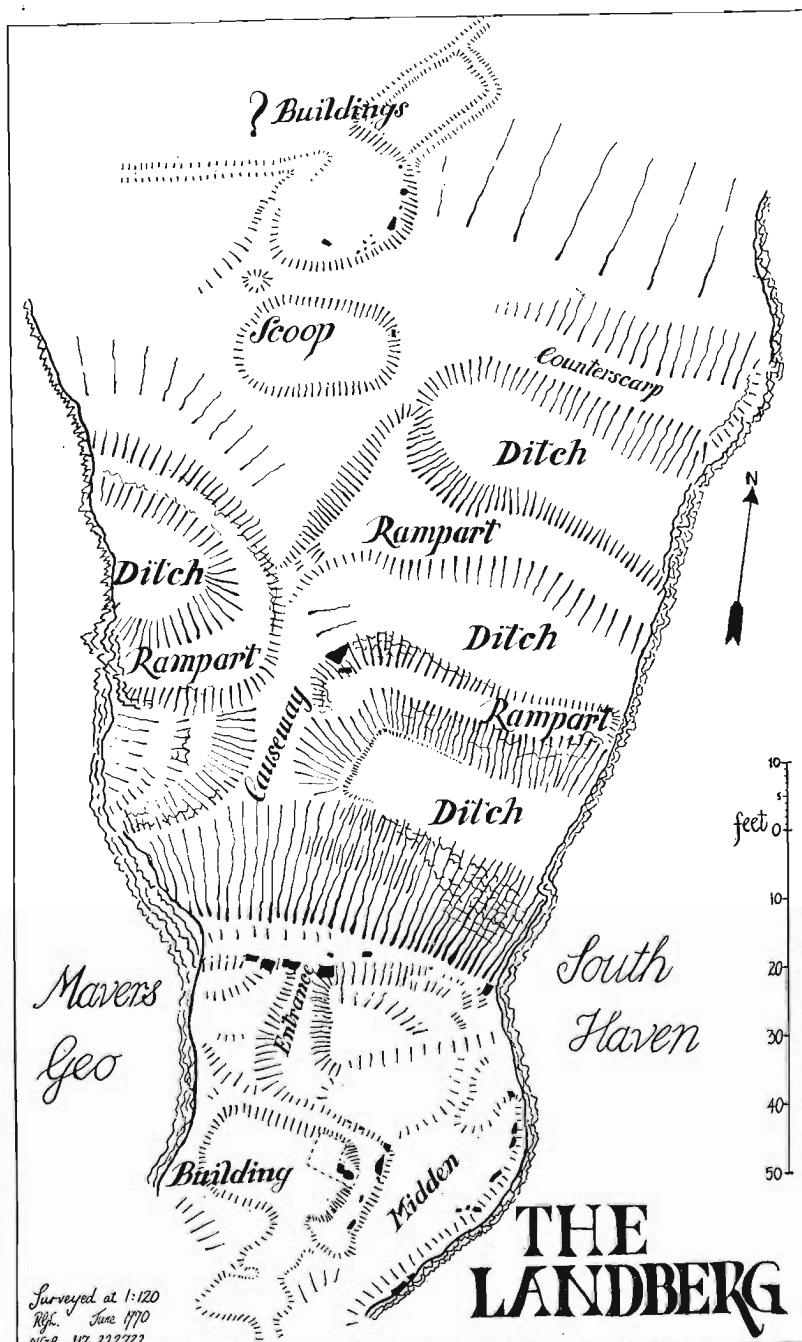 ? Buildings
Scoop
Counterscarp
Ditch
N
Rampart
Ditch
Ditch
Rampart
Rampart
Causeway
Ditch
10
5
feet 0
10
20
30
40
50
Mavers
Geo
South
Haven
Entrance
Building
Midden
THE
LANDBERG
Surveyed at 1:120
June 1970